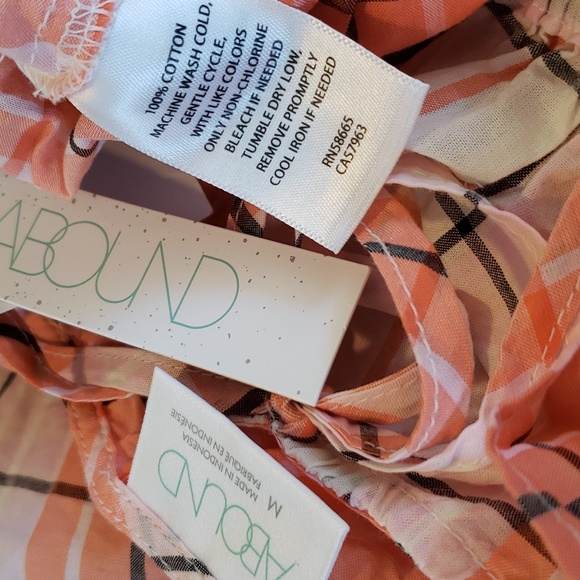 100% COTTON
MACHINE WASH COLD,
GENTLE CYCLE,
WITH LIKE COLORS
ONLY NON-CHLORINE
BLEACH IF NEEDED
TUMBLE DRY LOW,
REMOVE PROMPTLY
COOL IRON IF NEEDED
RN58665
CA57963
ABOUND
ABOUND
M
MADE IN INDONESIA
FABRIQUÉ EN INDONÉSIE